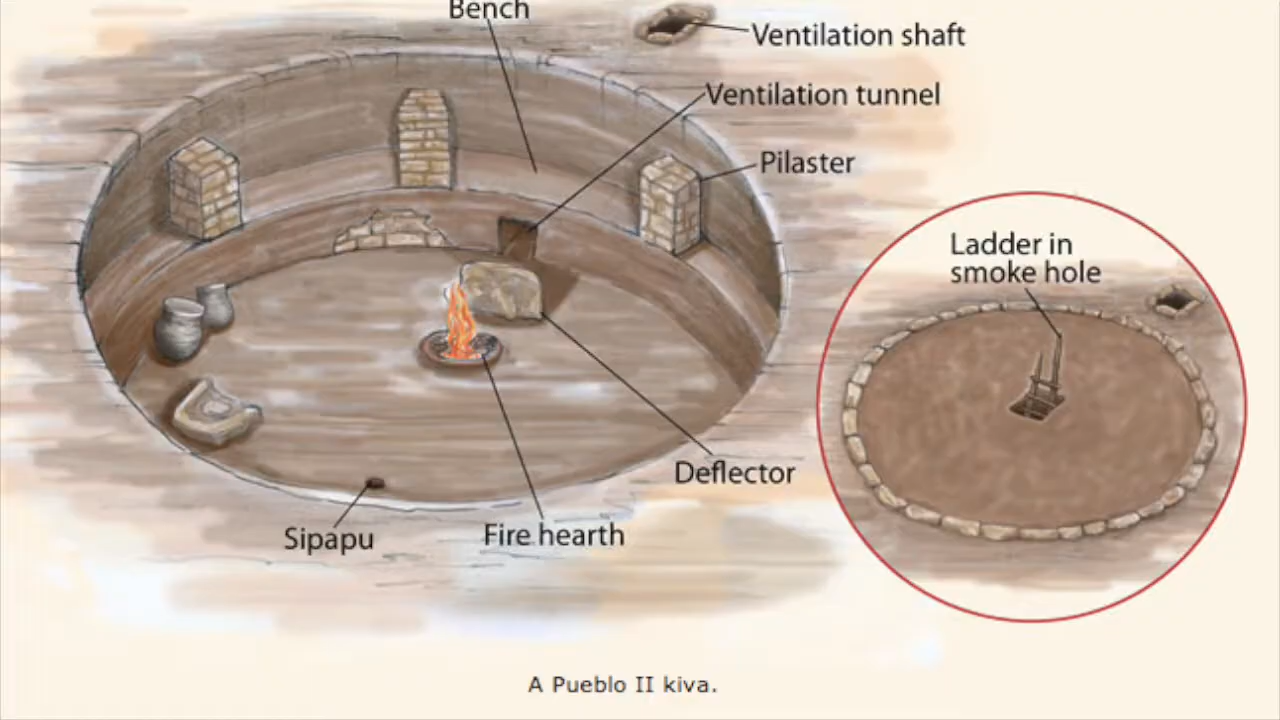 Bench
Ventilation shaft
Ventilation tunnel
Pilaster
Ladder in
smoke hole
Deflector
Sipapu
Fire hearth
A Pueblo II kiva.